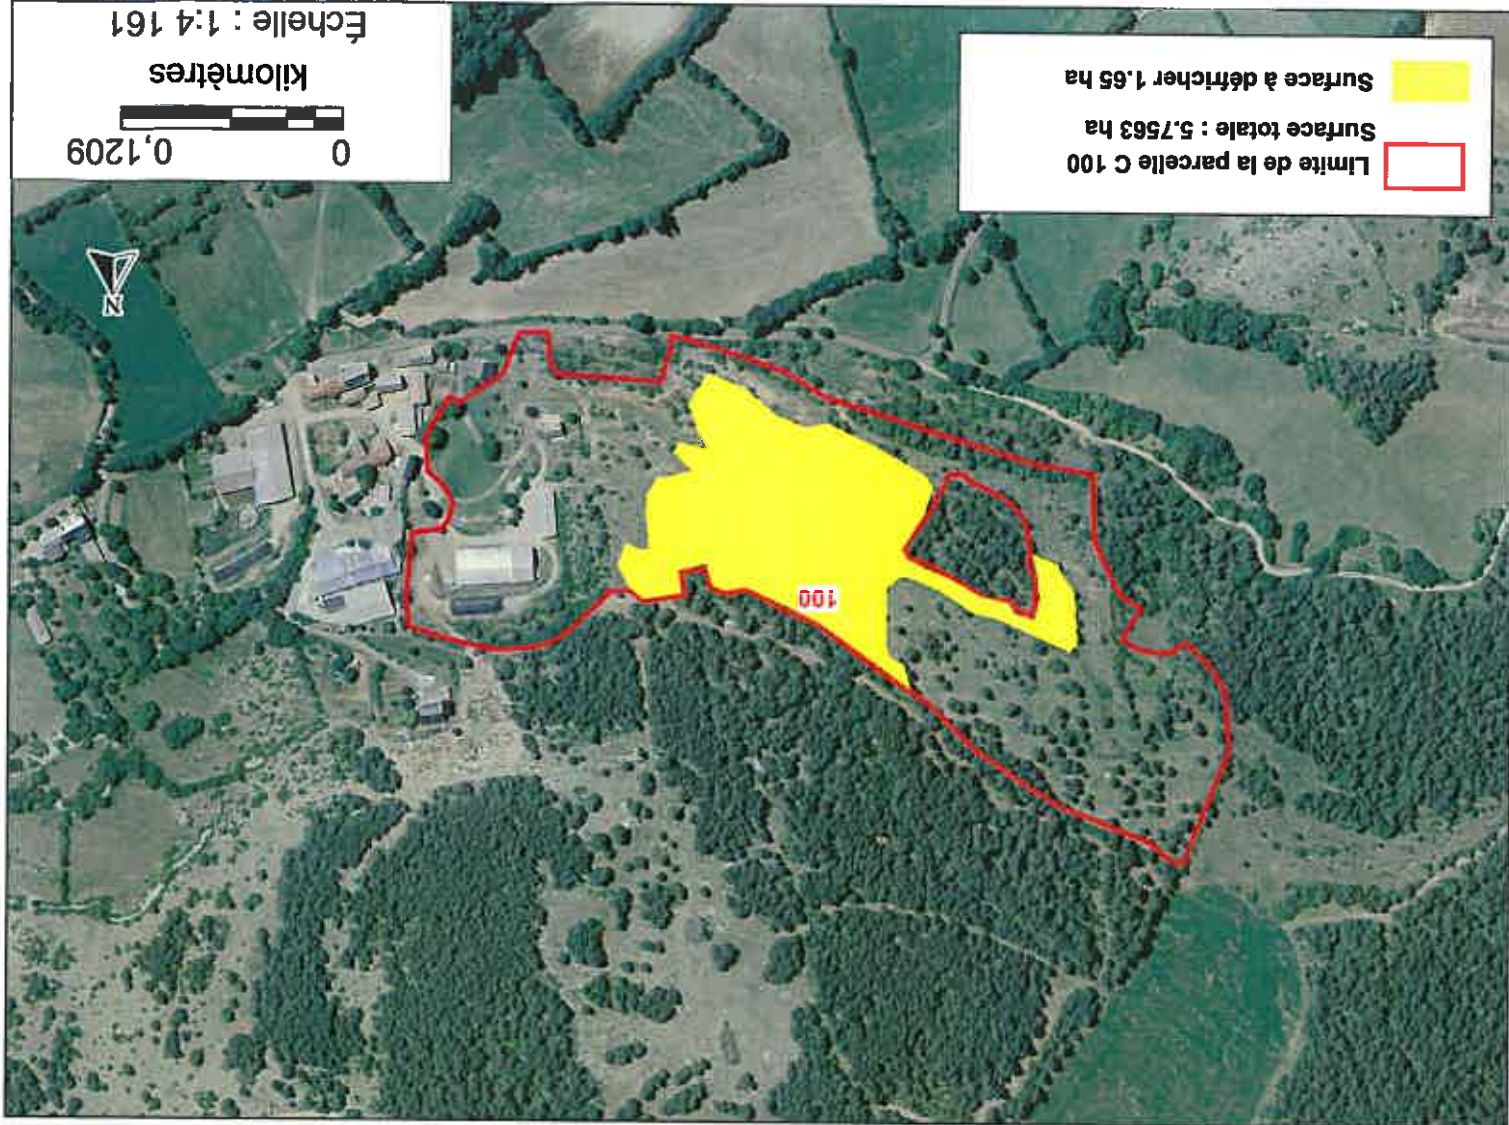 Limite de la parcelle C 100
Surface totale : 5.7563 ha
Surface à défricher 1.65 ha
100
N
0 0,1209
kilomètres
Échelle : 1:4 161